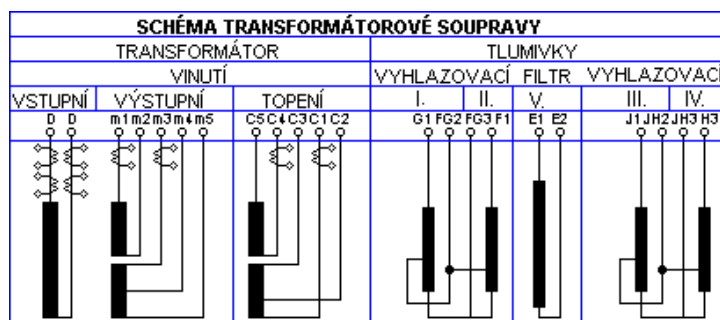 SCHÉMA TRANSFORMÁTOROVÉ SOUPRAVY
TRANSFORMÁTOR TLUMIVKY
VINUTÍ VYHLAZOVACÍ FILTR VYHLAZOVACÍ
VSTUPNÍ VÝSTUPNÍ TOPENÍ I. II. V. III. IV.
D D m1 m2 m3 m4 m5 C5 C4 C3 C1 C2 G1 FG2 FG3 F1 E1 E2 J1 JH2 JH3 H3